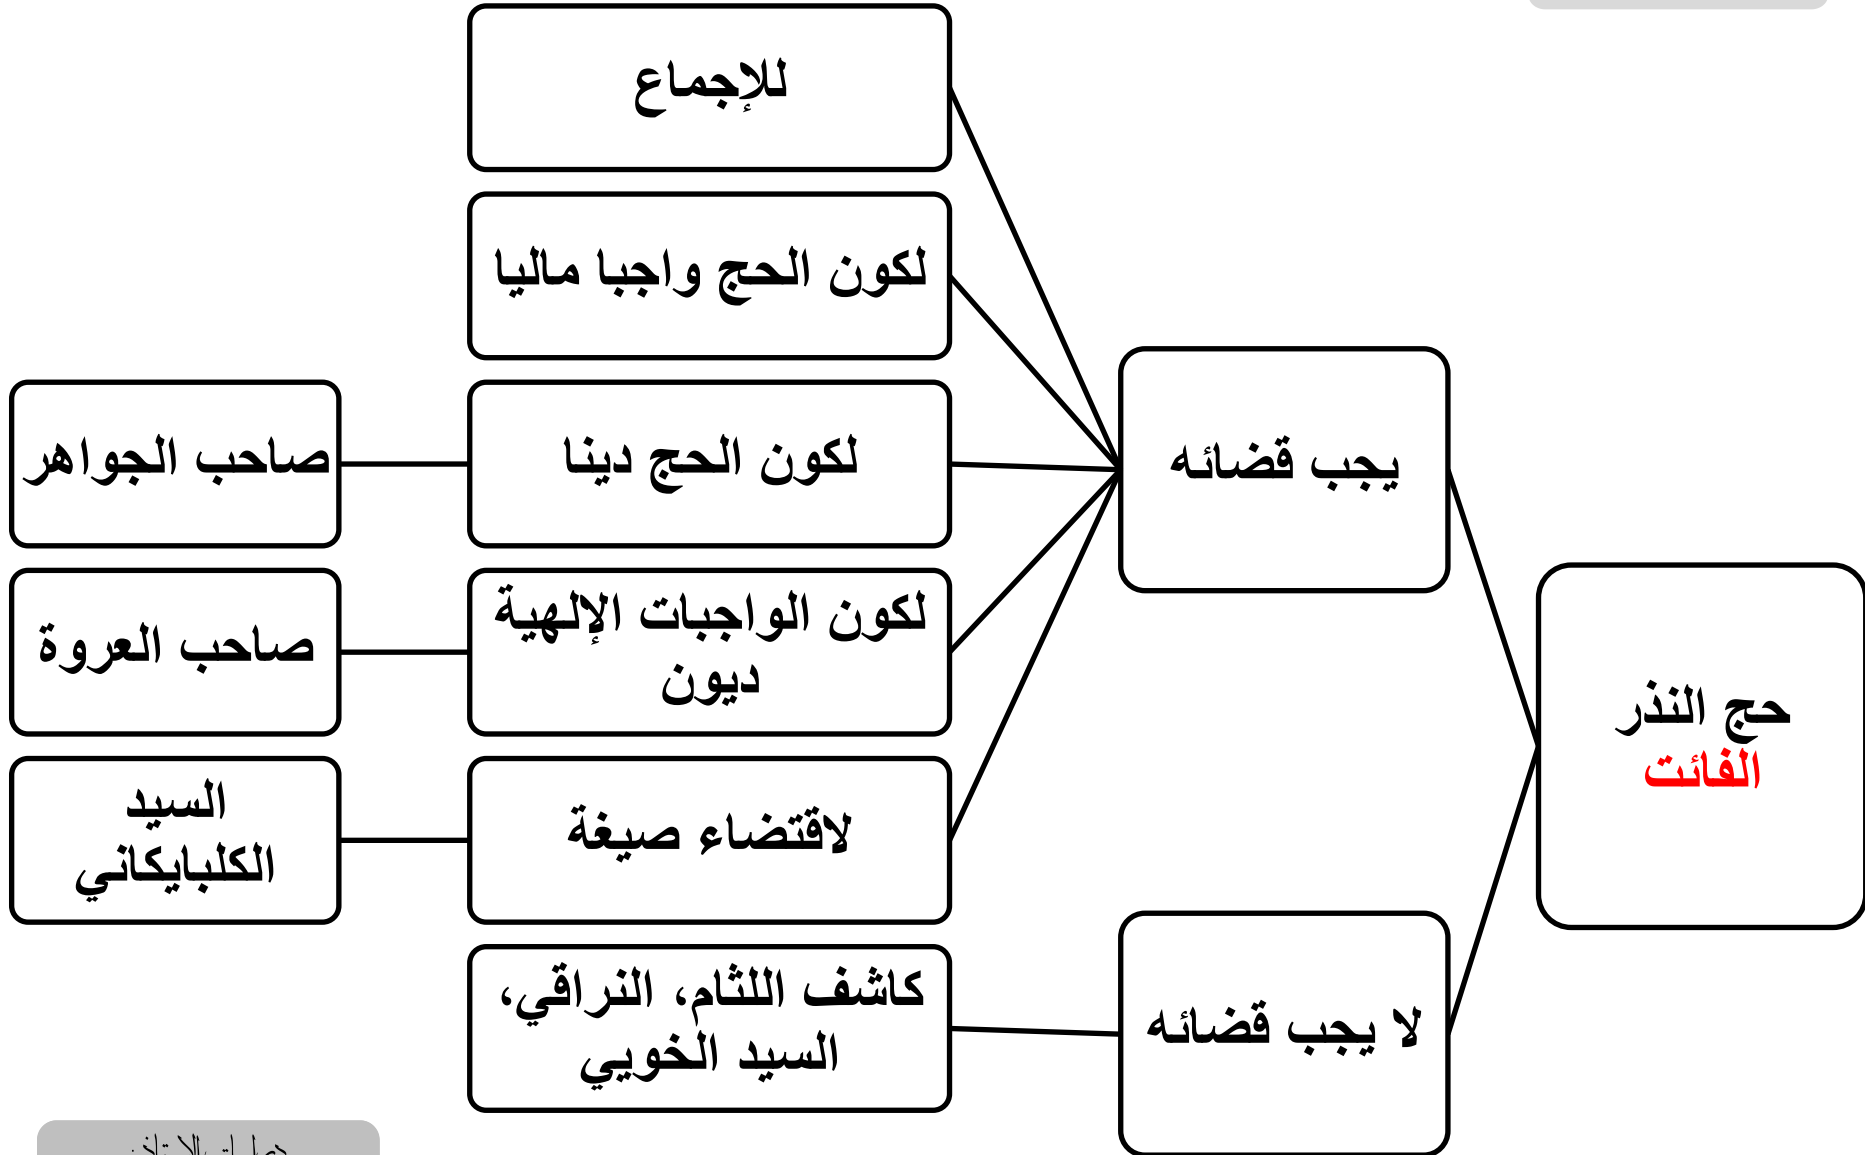 حج النذر
الفائت
يجب قضائه
للإجماع
لكون الحج واجبا ماليا
لكون الحج دينا
صاحب الجواهر
لكون الواجبات الإلهية
ديون
صاحب العروة
لاقتضاء صيغة
السيد
الكلبايكاني
لا يجب قضائه
كاشف اللثام، النراقي،
السيد الخويي